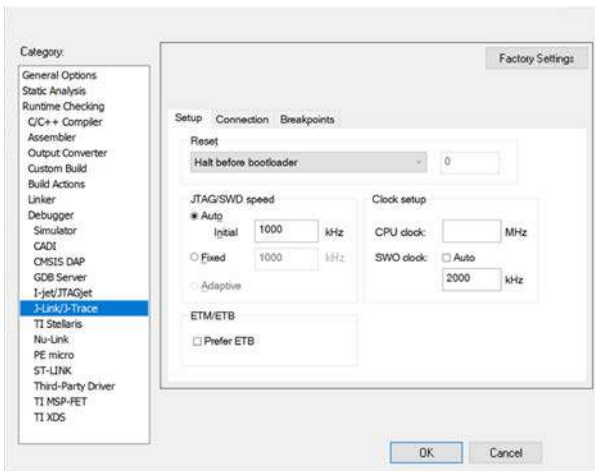 Category:
General Options
Static Analysis
Runtime Checking
C/C++ Compiler
Assembler
Output Converter
Custom Build
Build Actions
Linker
Debugger
Simulator
CADI
CMSIS DAP
GDB Server
I-jet/JTAGjet
J-Link/J-Trace
TI Stellaris
Nu-Link
PE micro
ST-LINK
Third-Party Driver
TI MSP-FET
TI XDS
Factory Settings
Setup Connection Breakpoints
Reset
Halt before bootloader 0
JTAG/SWD speed
Auto
Initial 1000 kHz
Fixed 1000 kHz
Adaptive
Clock setup
CPU clock: MHz
SWO clock: Auto
2000 kHz
ETM/ETB
Prefer ETB
OK Cancel